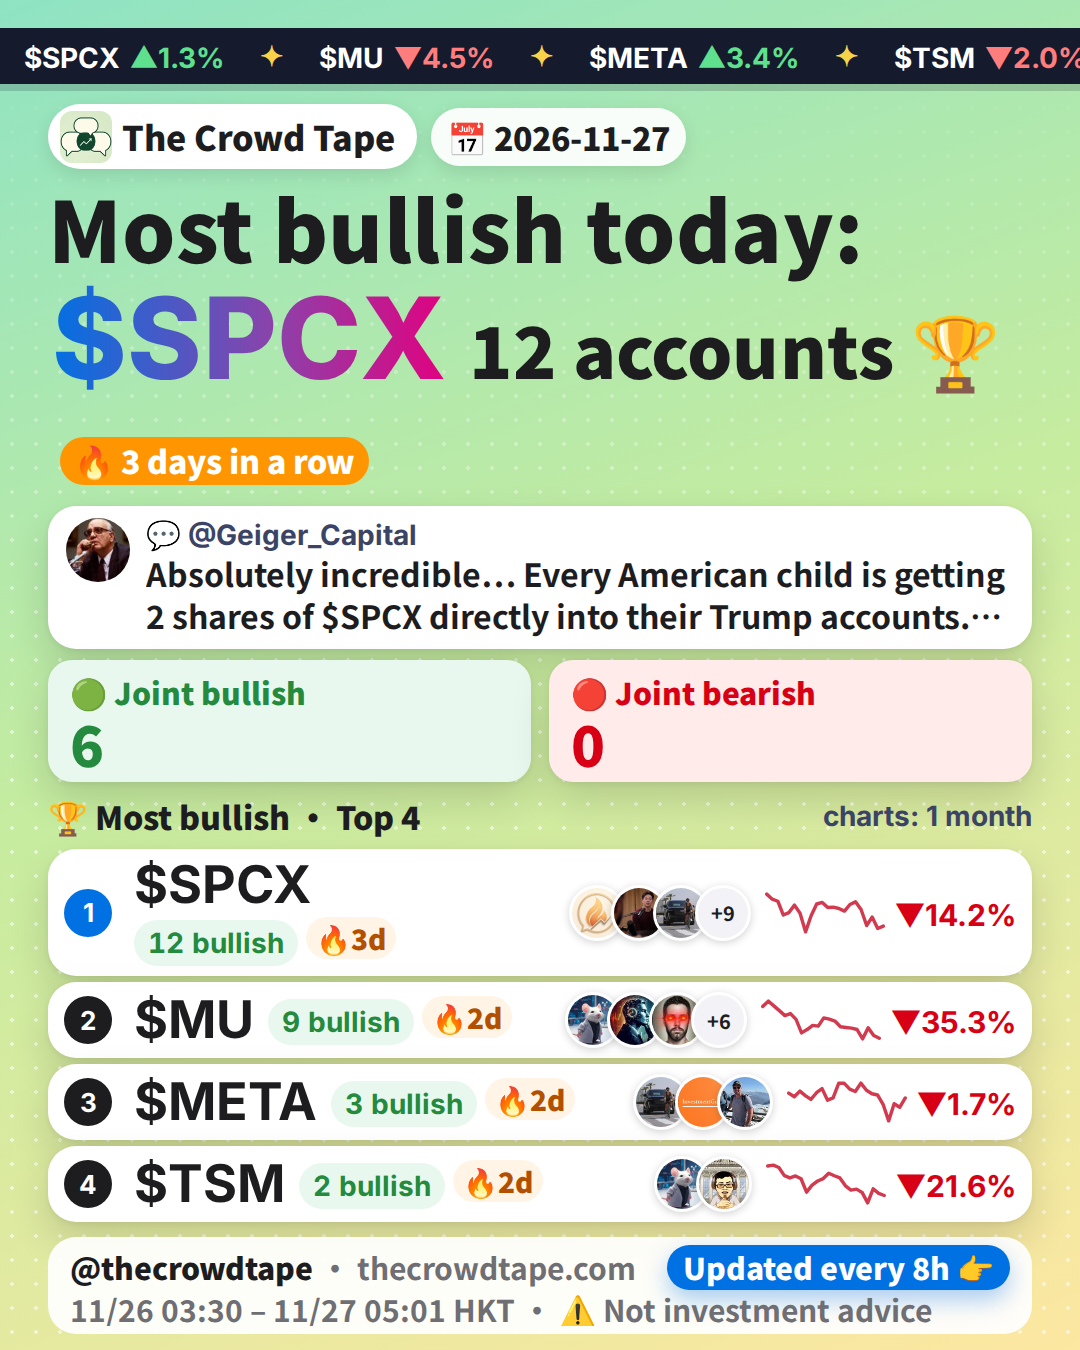 $SPCX ▲1.3% ✦ $MU ▼4.5% ✦ $META ▲3.4% ✦ $TSM ▼2.0%
The Crowd Tape 📅 2026-11-27
Most bullish today:
$SPCX 12 accounts 🏆
🔥 3 days in a row
💬 @Geiger_Capital
Absolutely incredible… Every American child is getting
2 shares of $SPCX directly into their Trump accounts.…
🟢 Joint bullish
6
🔴 Joint bearish
0
🏆 Most bullish • Top 4
charts: 1 month
1 $SPCX
12 bullish 🔥3d
+9 ▼14.2%
2 $MU 9 bullish 🔥2d +6 ▼35.3%
3 $META 3 bullish 🔥2d ▼1.7%
4 $TSM 2 bullish 🔥2d ▼21.6%
@thecrowdtape • thecrowdtape.com Updated every 8h 👉
11/26 03:30 – 11/27 05:01 HKT • ⚠️ Not investment advice